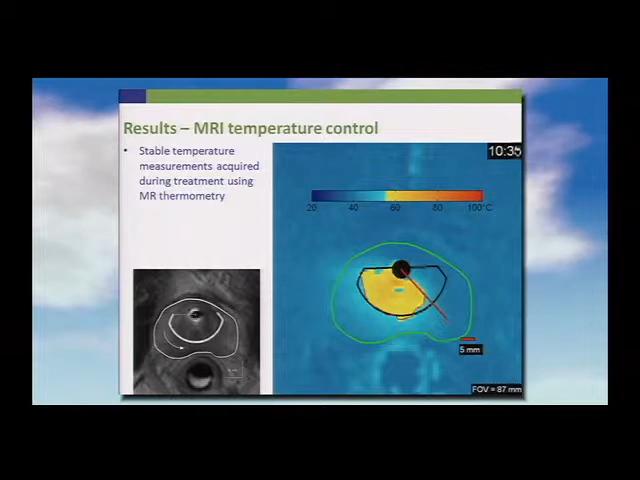 Results – MRI temperature control
• Stable temperature
measurements acquired
during treatment using
MR thermometry
10:35
20 40 60 80 100°C
5 mm
FOV = 87 mm